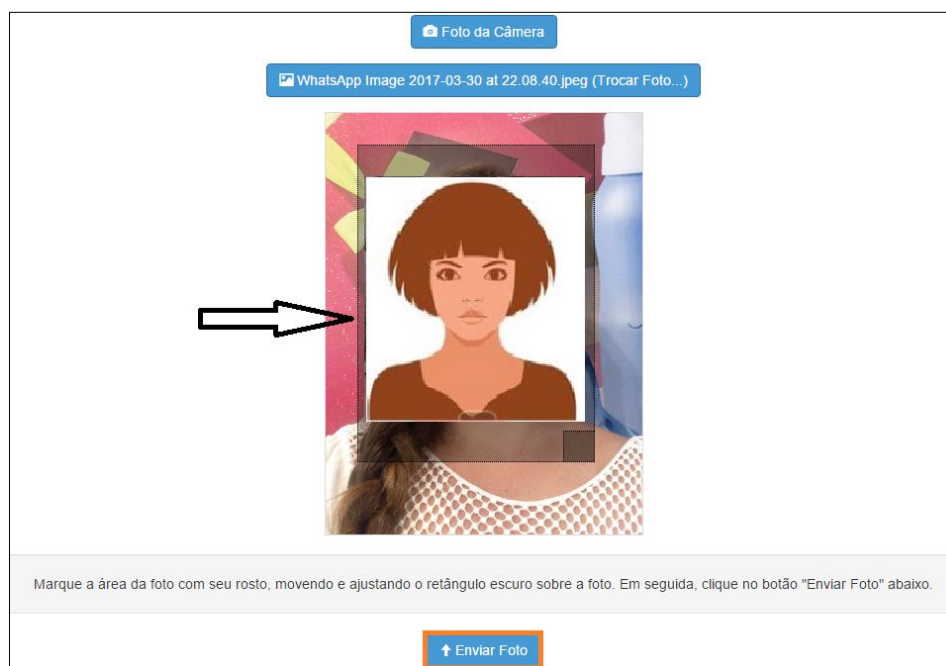 Foto da Câmera
WhatsApp Image 2017-03-30 at 22.08.40.jpeg (Trocar Foto...)
Marque a área da foto com seu rosto, movendo e ajustando o retângulo escuro sobre a foto. Em seguida, clique no botão "Enviar Foto" abaixo.
Enviar Foto